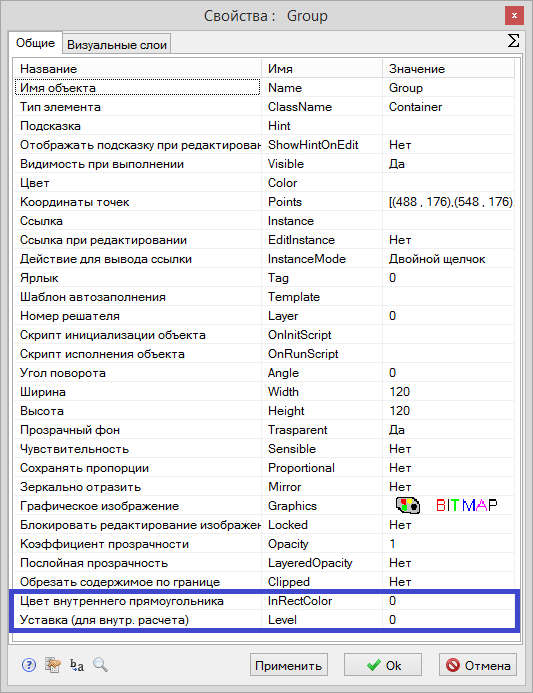 Свойства : Group
x
Общие Визуальные слои Σ
Название Имя Значение
Имя объекта Name Group
Тип элемента ClassName Container
Подсказка Hint
Отображать подсказку при редактирован ShowHintOnEdit Нет
Видимость при выполнении Visible Да
Цвет Color
Координаты точек Points [(488 , 176),(548 , 176)
Ссылка Instance
Ссылка при редактировании EditInstance Нет
Действие для вывода ссылки InstanceMode Двойной щелчок
Ярлык Tag 0
Шаблон автозаполнения Template
Номер решателя Layer 0
Скрипт инициализации объекта OnInitScript
Скрипт исполнения объекта OnRunScript
Угол поворота Angle 0
Ширина Width 120
Высота Height 120
Прозрачный фон Trasparent Да
Чувствительность Sensible Нет
Сохранять пропорции Proportional Нет
Зеркально отразить Mirror Нет
Графическое изображение Graphics BITMAP
Блокировать редактирование изображен Locked Нет
Коэффициент прозрачности Opacity 1
Послойная прозрачность LayeredOpacity Нет
Обрезать содержимое по границе Clipped Нет
Цвет внутреннего прямоугольника InRectColor 0
Уставка (для внутр. расчета) Level 0
? ba Применить Ok Отмена